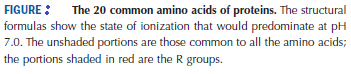 FIGURE : The 20 common amino acids of proteins. The structural
formulas show the state of ionization that would predominate at pH
7.0. The unshaded portions are those common to all the amino acids;
the portions shaded in red are the R groups.